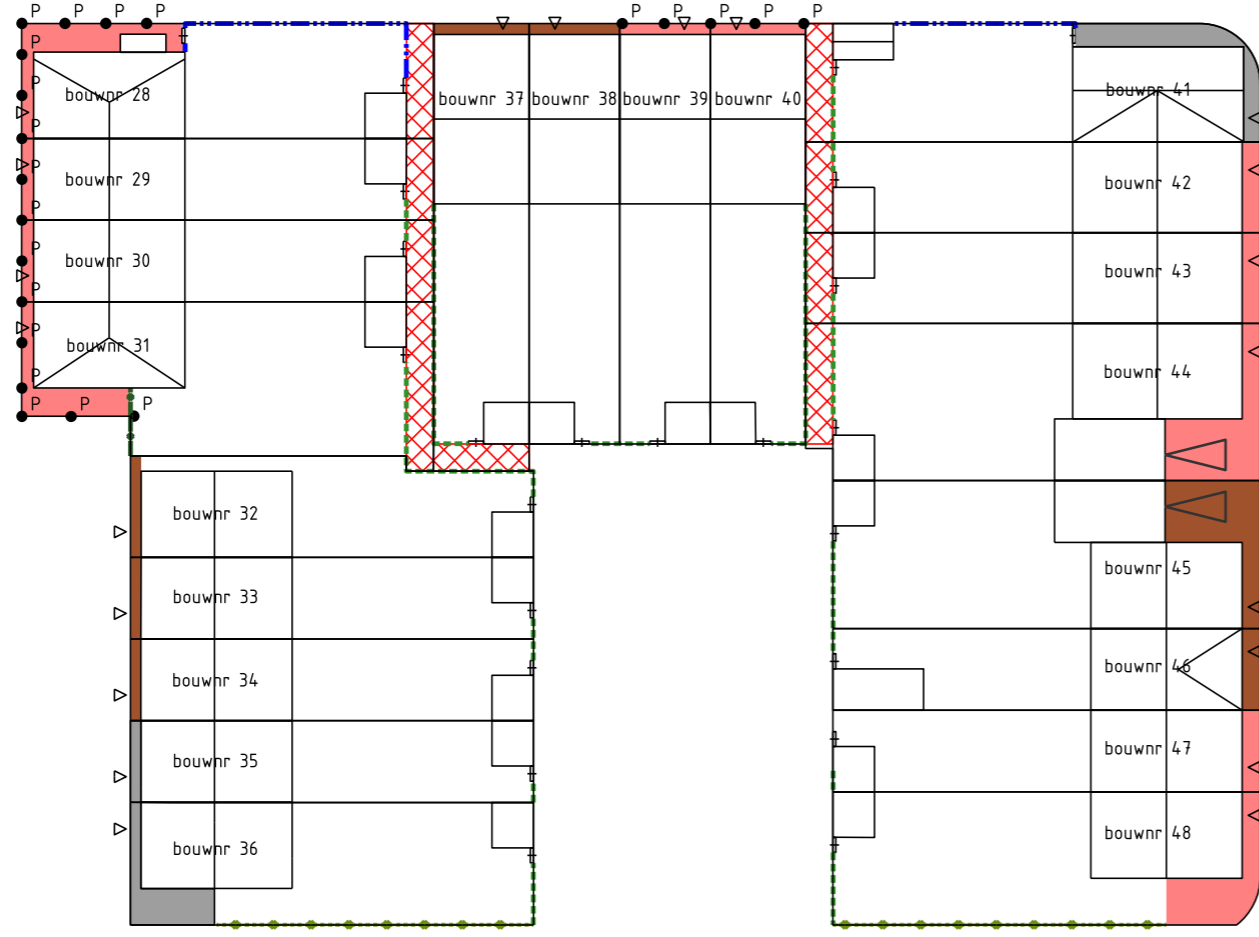 P P P P
P
P
P
P
P
P
P
P
P P P
P P P
bouwnr 28
bouwnr 29
bouwnr 30
bouwnr 31
bouwnr 32
bouwnr 33
bouwnr 34
bouwnr 35
bouwnr 36
bouwnr 37 bouwnr 38 bouwnr 39 bouwnr 40
bouwnr 41
bouwnr 42
bouwnr 43
bouwnr 44
bouwnr 45
bouwnr 46
bouwnr 47
bouwnr 48